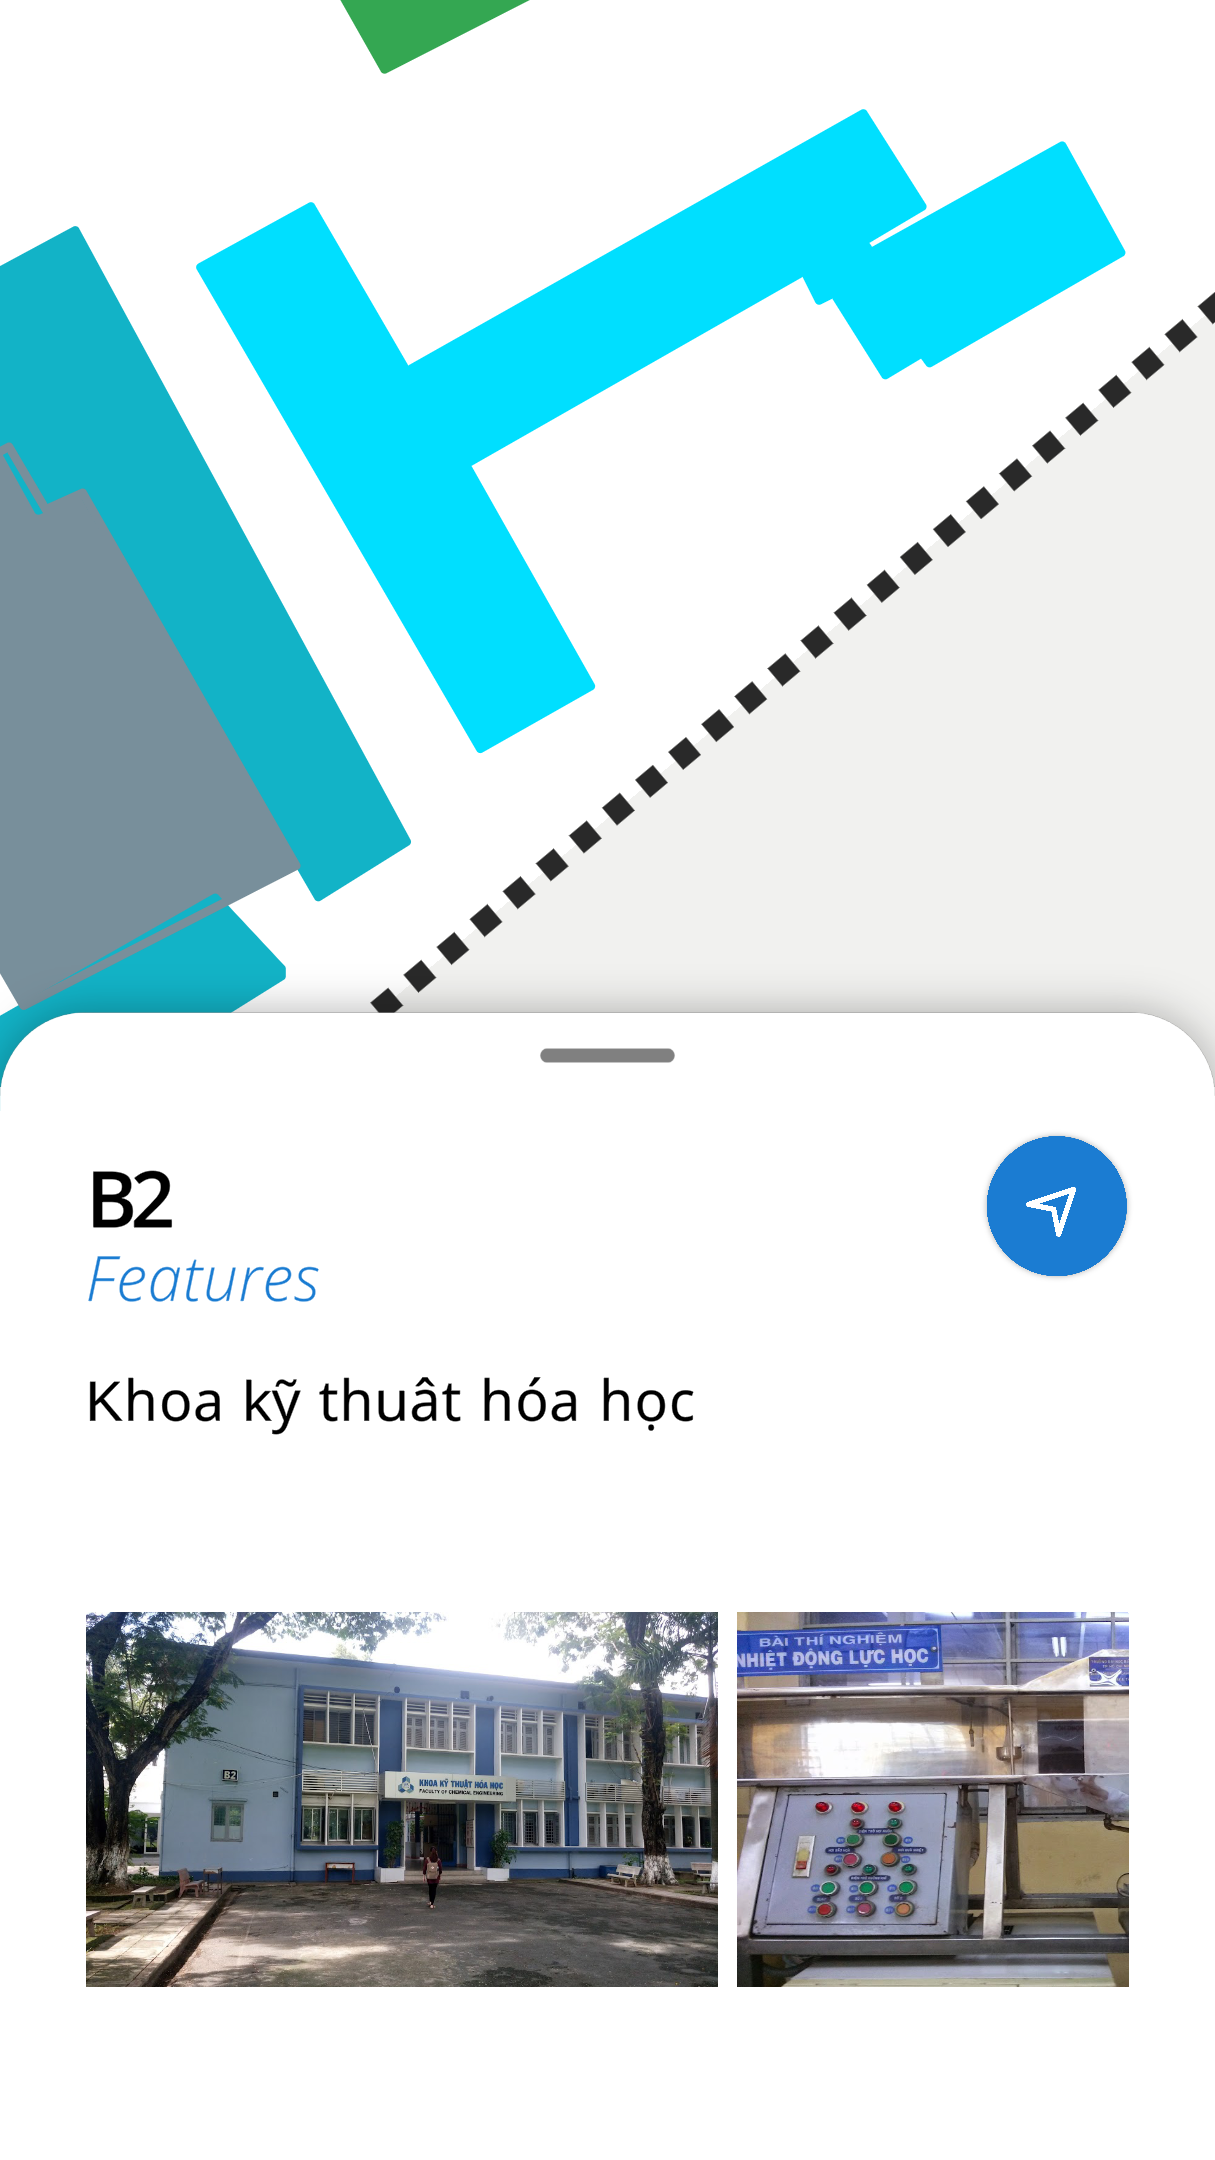 B2
Features
Khoa kỹ thuât hóa học
B2
KHOA KỸ THUẬT HÓA HỌC
FACULTY OF CHEMICAL ENGINEERING
BÀI THÍ NGHIỆM
NHIỆT ĐỘNG LỰC HỌC